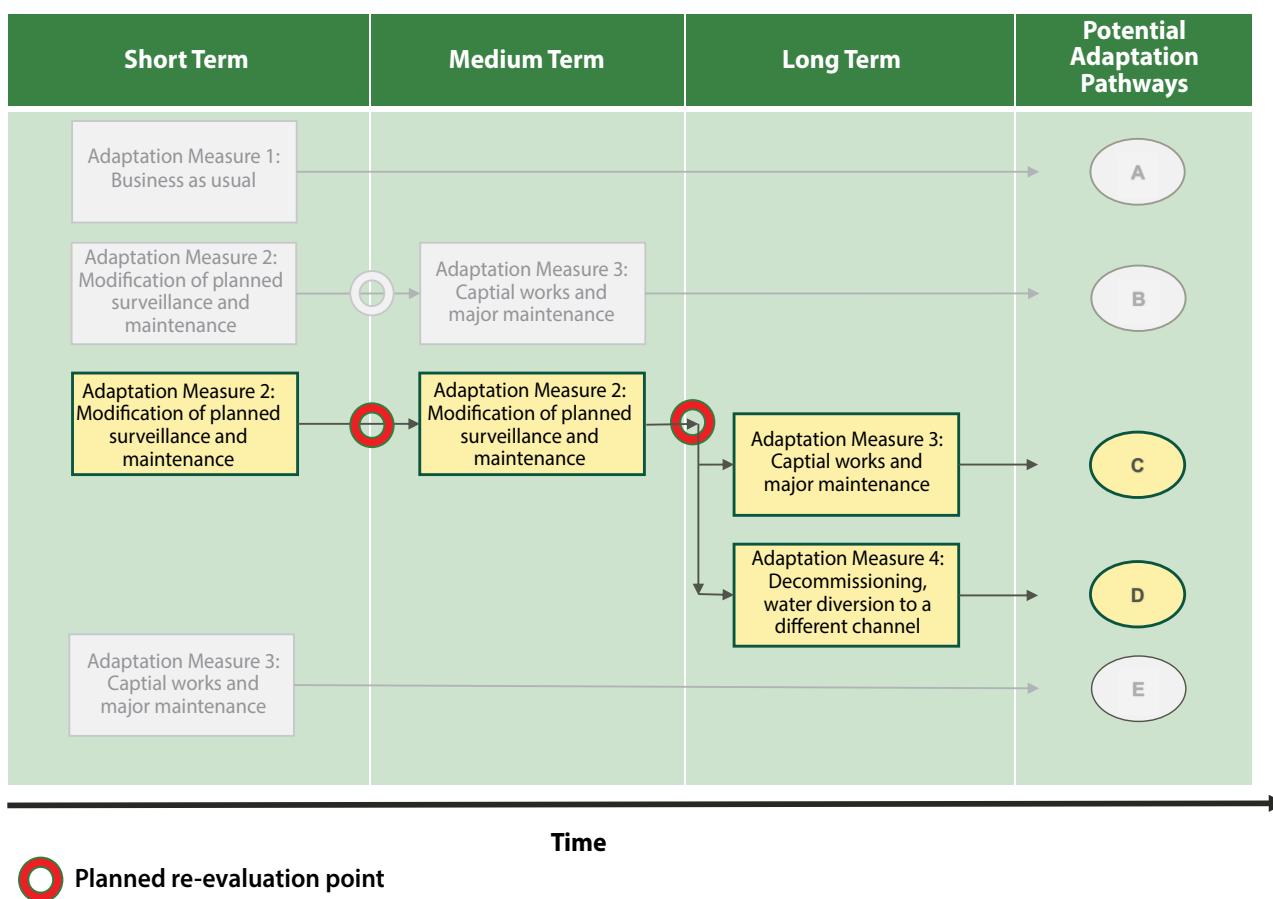 Short Term
Medium Term
Long Term
Potential
Adaptation
Pathways
Adaptation Measure 1:
Business as usual
A
Adaptation Measure 2:
Modification of planned
surveillance and
maintenance
Adaptation Measure 3:
Captial works and
major maintenance
B
Adaptation Measure 2:
Modification of planned
surveillance and
maintenance
Adaptation Measure 2:
Modification of planned
surveillance and
maintenance
Adaptation Measure 3:
Captial works and
major maintenance
C
Adaptation Measure 4:
Decommissioning,
water diversion to a
different channel
D
Adaptation Measure 3:
Captial works and
major maintenance
E
Time
Planned re-evaluation point